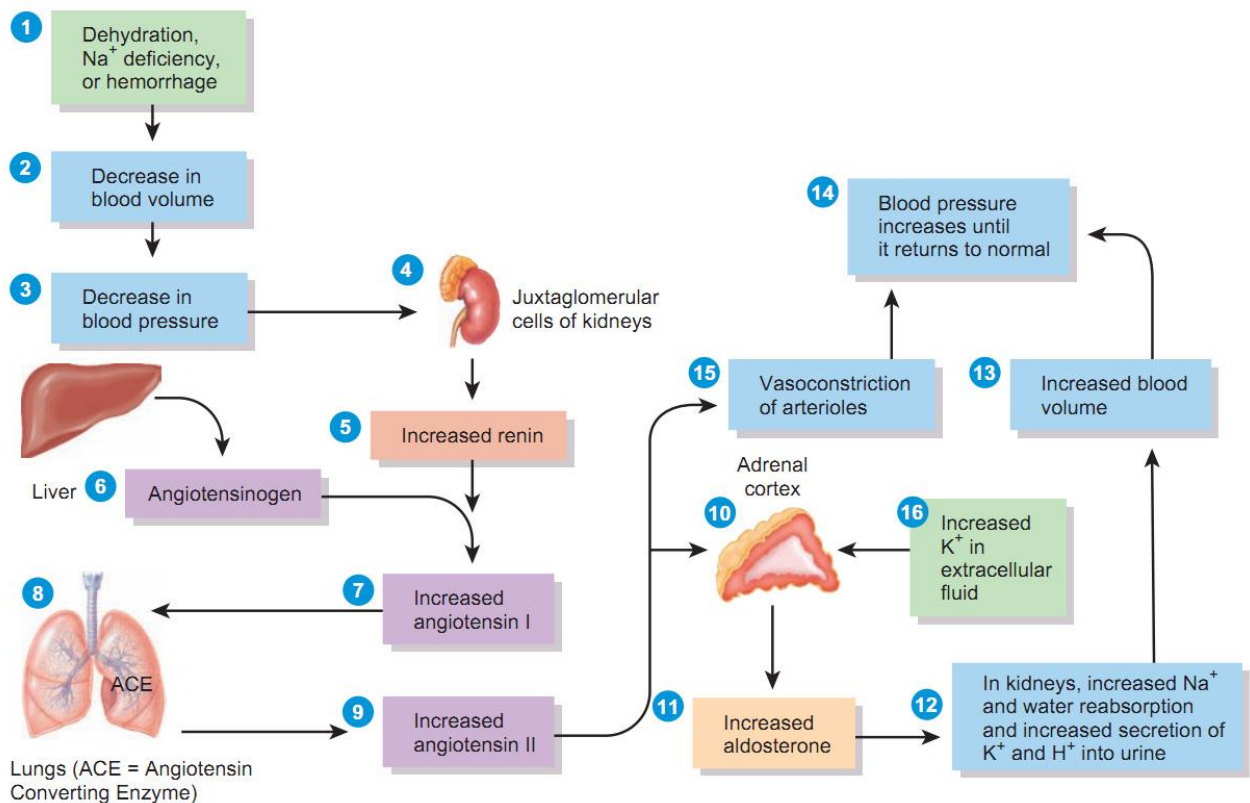 1
Dehydration,
Na+ deficiency,
or hemorrhage
2
Decrease in
blood volume
3
Decrease in
blood pressure
4
Juxtaglomerular
cells of kidneys
5
Increased renin
Liver
6
Angiotensinogen
7
Increased
angiotensin I
8
ACE
Lungs (ACE = Angiotensin
Converting Enzyme)
9
Increased
angiotensin II
10
Adrenal
cortex
11
Increased
aldosterone
12
In kidneys, increased Na+
and water reabsorption
and increased secretion of
K+ and H+ into urine
13
Increased blood
volume
14
Blood pressure
increases until
it returns to normal
15
Vasoconstriction
of arterioles
16
Increased
K+ in
extracellular
fluid